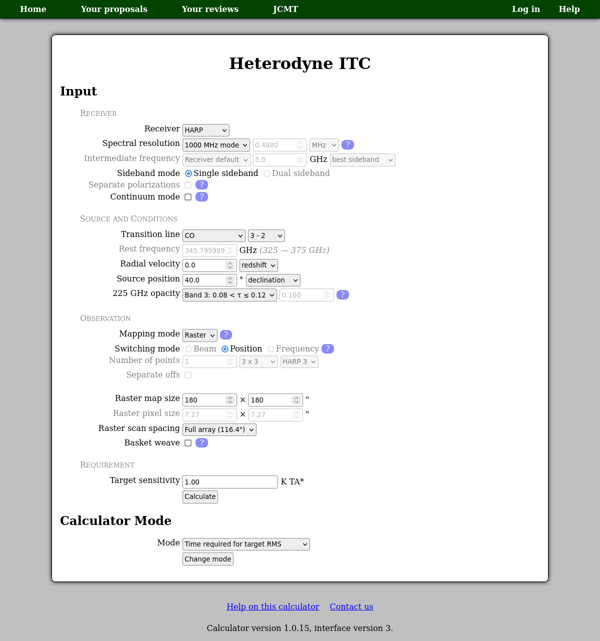 Home Your proposals Your reviews JCMT Log in Help
Heterodyne ITC
Input
Receiver
Receiver HARP
Spectral resolution 1000 MHz mode 0.4880 MHz ?
Intermediate frequency Receiver default 5.0 GHz best sideband
Sideband mode Single sideband Dual sideband
Separate polarizations ?
Continuum mode ?
Source and Conditions
Transition line CO 3 - 2
Rest frequency 345.795989 GHz (325 — 375 GHz)
Radial velocity 0.0 redshift
Source position 40.0 ° declination
225 GHz opacity Band 3: 0.08 < τ ≤ 0.12 0.100 ?
Observation
Mapping mode Raster ?
Switching mode Beam Position Frequency ?
Number of points 1 3 x 3 HARP 3
Separate offs
Raster map size 180 × 180 "
Raster pixel size 7.27 × 7.27 "
Raster scan spacing Full array (116.4")
Basket weave ?
Requirement
Target sensitivity 1.00 K TA*
Calculate
Calculator Mode
Mode Time required for target RMS
Change mode
Help on this calculator Contact us
Calculator version 1.0.15, interface version 3.